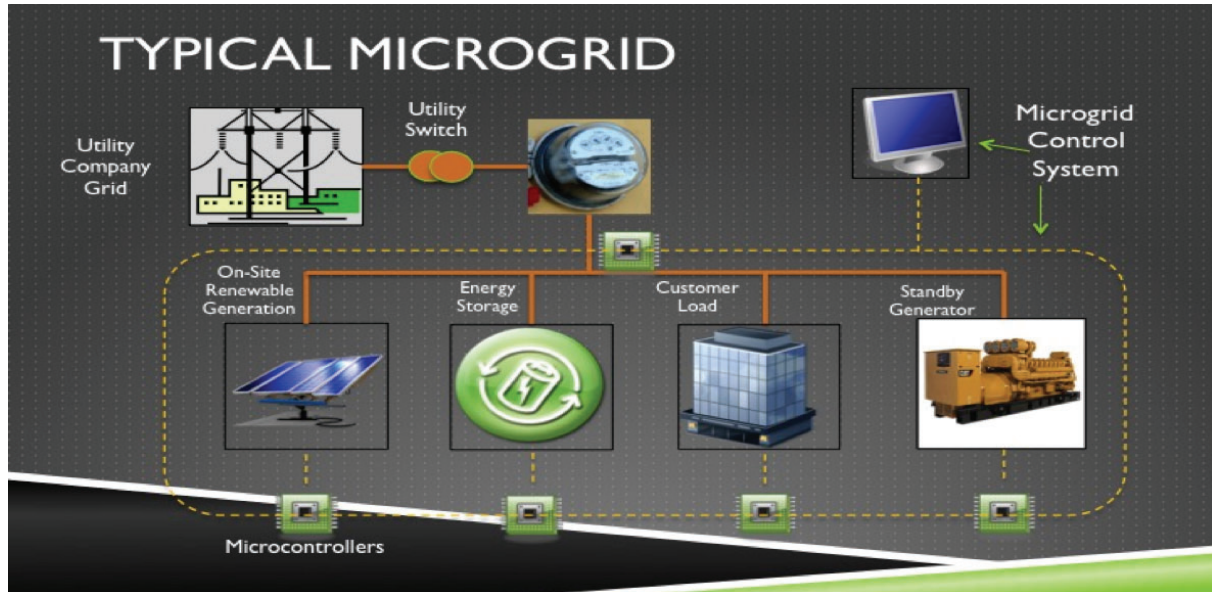 TYPICAL MICROGRID
Utility
Company
Grid
Utility
Switch
Microgrid
Control
System
On-Site
Renewable
Generation
Energy
Storage
Customer
Load
Standby
Generator
Microcontrollers